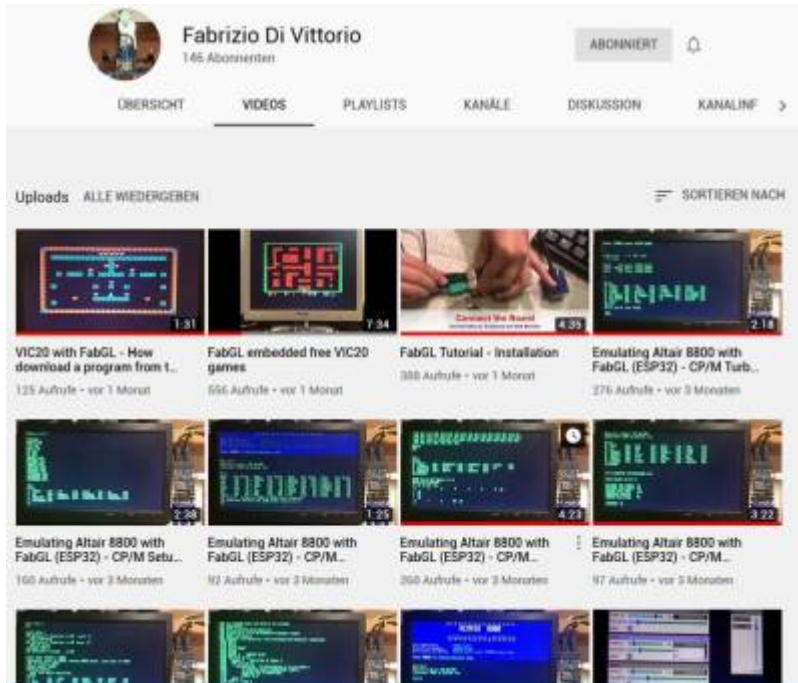 Fabrizio Di Vittorio
146 Abonnenten
ABONNIERT
ÜBERSICHT VIDEOS PLAYLISTS KANÄLE DISKUSSION KANALINF
Uploads ALLE WIEDERGEBEN
SORTIEREN NACH
1:31 7:34 Connect the Board 4:35 2:18
VIC20 with FabGL - How FabGL embedded free VIC20 FabGL Tutorial - Installation Emulating Altair 8800 with
download a program from t... games FabGL (ESP32) - CP/M Turb...
125 Aufrufe • vor 1 Monat 556 Aufrufe • vor 1 Monat 388 Aufrufe • vor 1 Monat 276 Aufrufe • vor 3 Monaten
2:38 1:25 4:23 3:22
Emulating Altair 8800 with Emulating Altair 8800 with Emulating Altair 8800 with Emulating Altair 8800 with
FabGL (ESP32) - CP/M Setu... FabGL (ESP32) - CP/M... FabGL (ESP32) - CP/M... FabGL (ESP32) - CP/M...
160 Aufrufe • vor 3 Monaten 92 Aufrufe • vor 3 Monaten 260 Aufrufe • vor 3 Monaten 97 Aufrufe • vor 3 Monaten